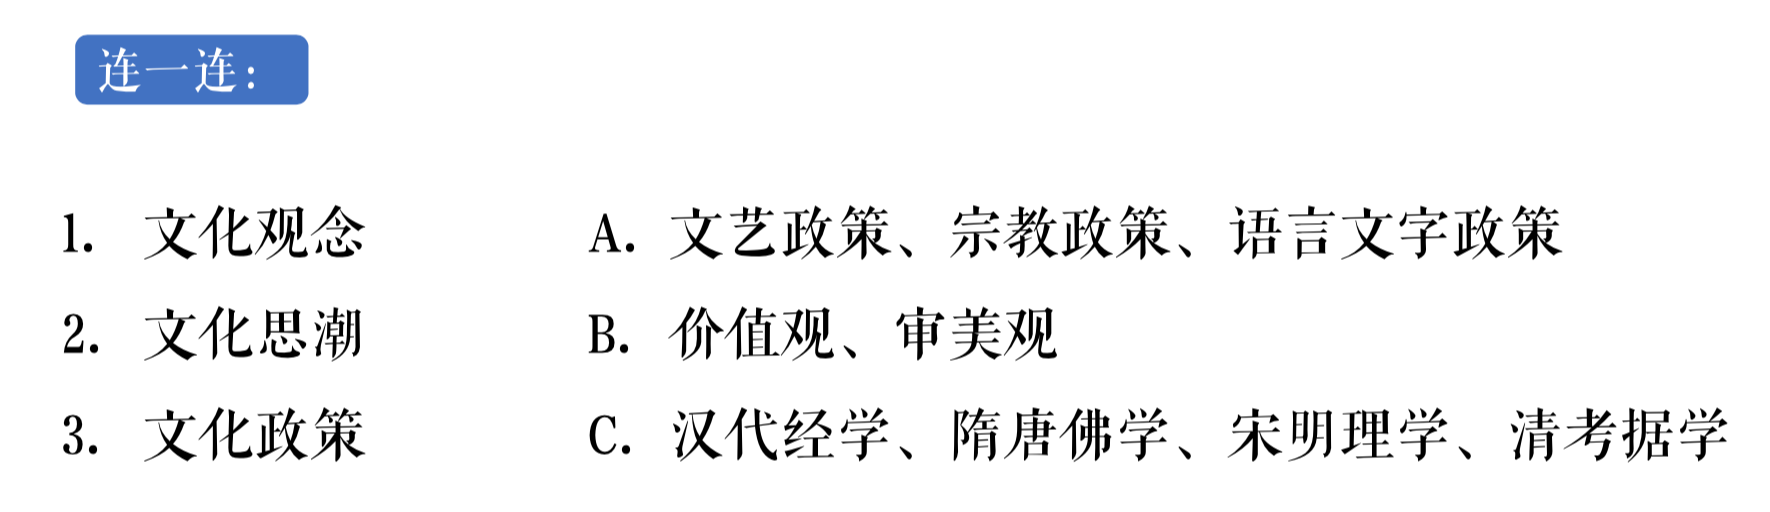 连一连：
1. 文化观念 A. 文艺政策、宗教政策、语言文字政策
2. 文化思潮 B. 价值观、审美观
3. 文化政策 C. 汉代经学、隋唐佛学、宋明理学、清考据学